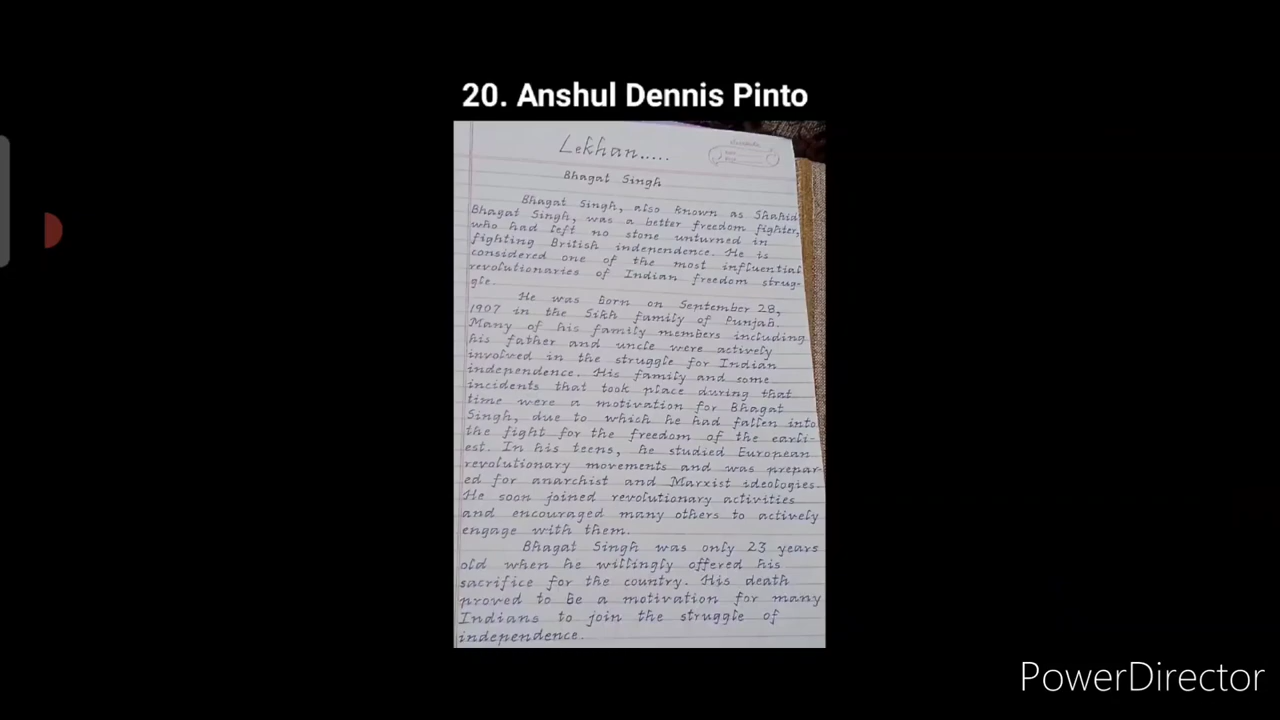 20. Anshul Dennis Pinto
Lekhan.....
Bhagat Singh
Bhagat Singh, also known as Shahid
Bhagat Singh, was a better freedom fighter,
who had left no stone unturned in
fighting British independence. He is
considered one of the most influential
revolutionaries of Indian freedom strug-
gle.
He was born on September 28,
1907 in the Sikh family of Punjab.
Many of his family members including
his father and uncle were actively
involved in the struggle for Indian
independence. His family and some
incidents that took place during that
time were a motivation for Bhagat
Singh, due to which he had fallen into
the fight for the freedom of the earli-
est. In his teens, he studied European
revolutionary movements and was prepar-
ed for anarchist and Marxist ideologies.
He soon joined revolutionary activities
and encouraged many others to actively
engage with them.
Bhagat Singh was only 23 years
old when he willingly offered his
sacrifice for the country. His death
proved to be a motivation for many
Indians to join the struggle of
independence.
PowerDirector